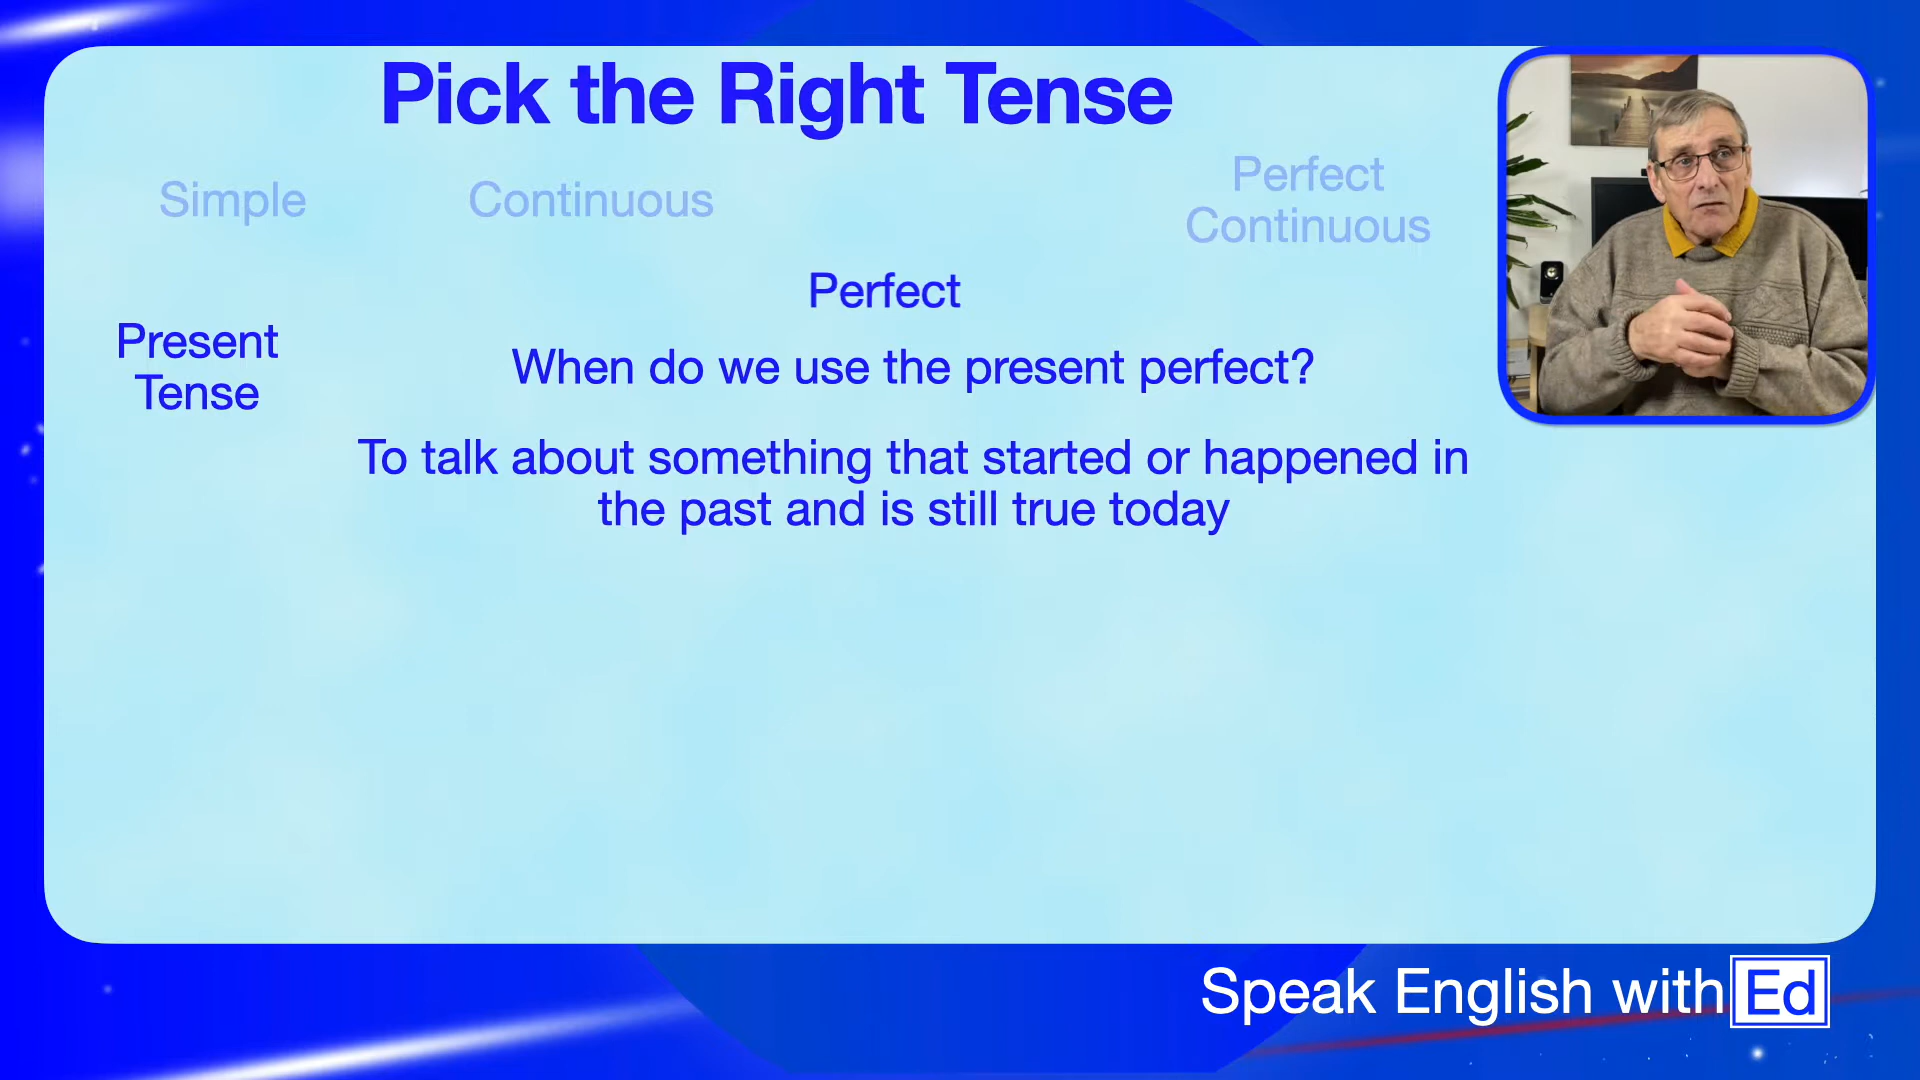 Pick the Right Tense
Simple
Continuous
Perfect
Continuous
Perfect
Present
Tense
When do we use the present perfect?
To talk about something that started or happened in
the past and is still true today
Speak English with Ed